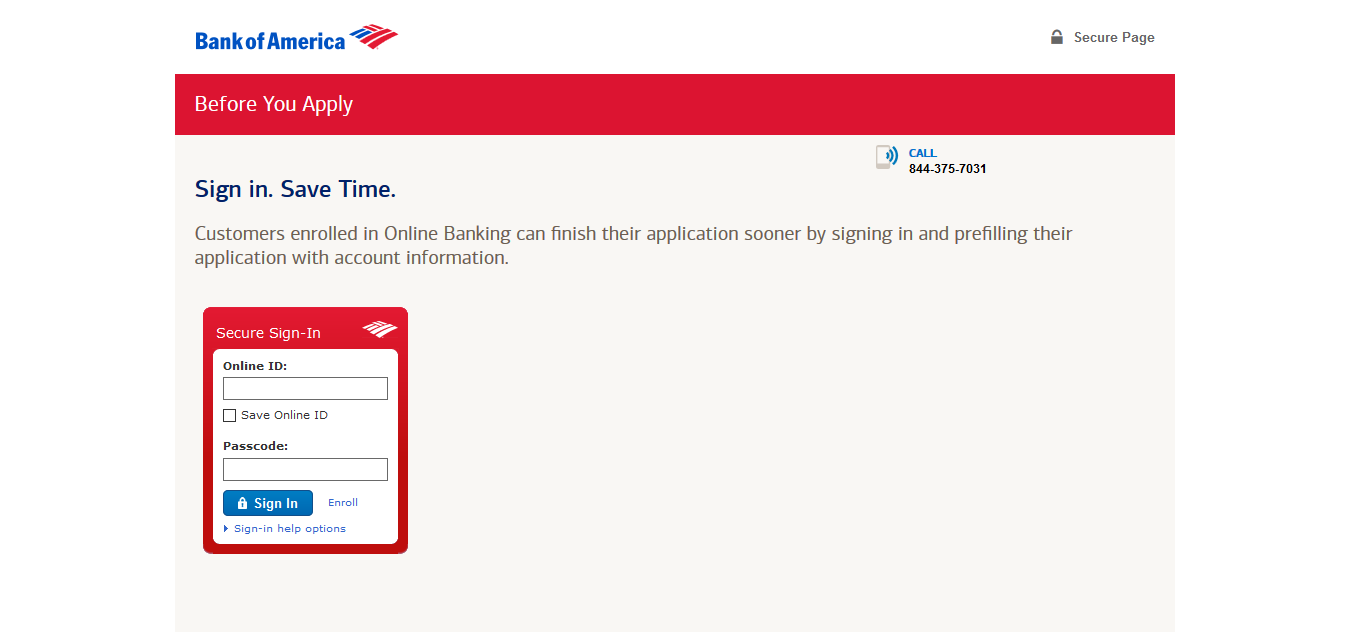 Bank of America
Secure Page
Before You Apply
CALL
844-375-7031
Sign in. Save Time.
Customers enrolled in Online Banking can finish their application sooner by signing in and prefilling their
application with account information.
Secure Sign-In
Online ID:
Save Online ID
Passcode:
Sign In
Enroll
Sign-in help options